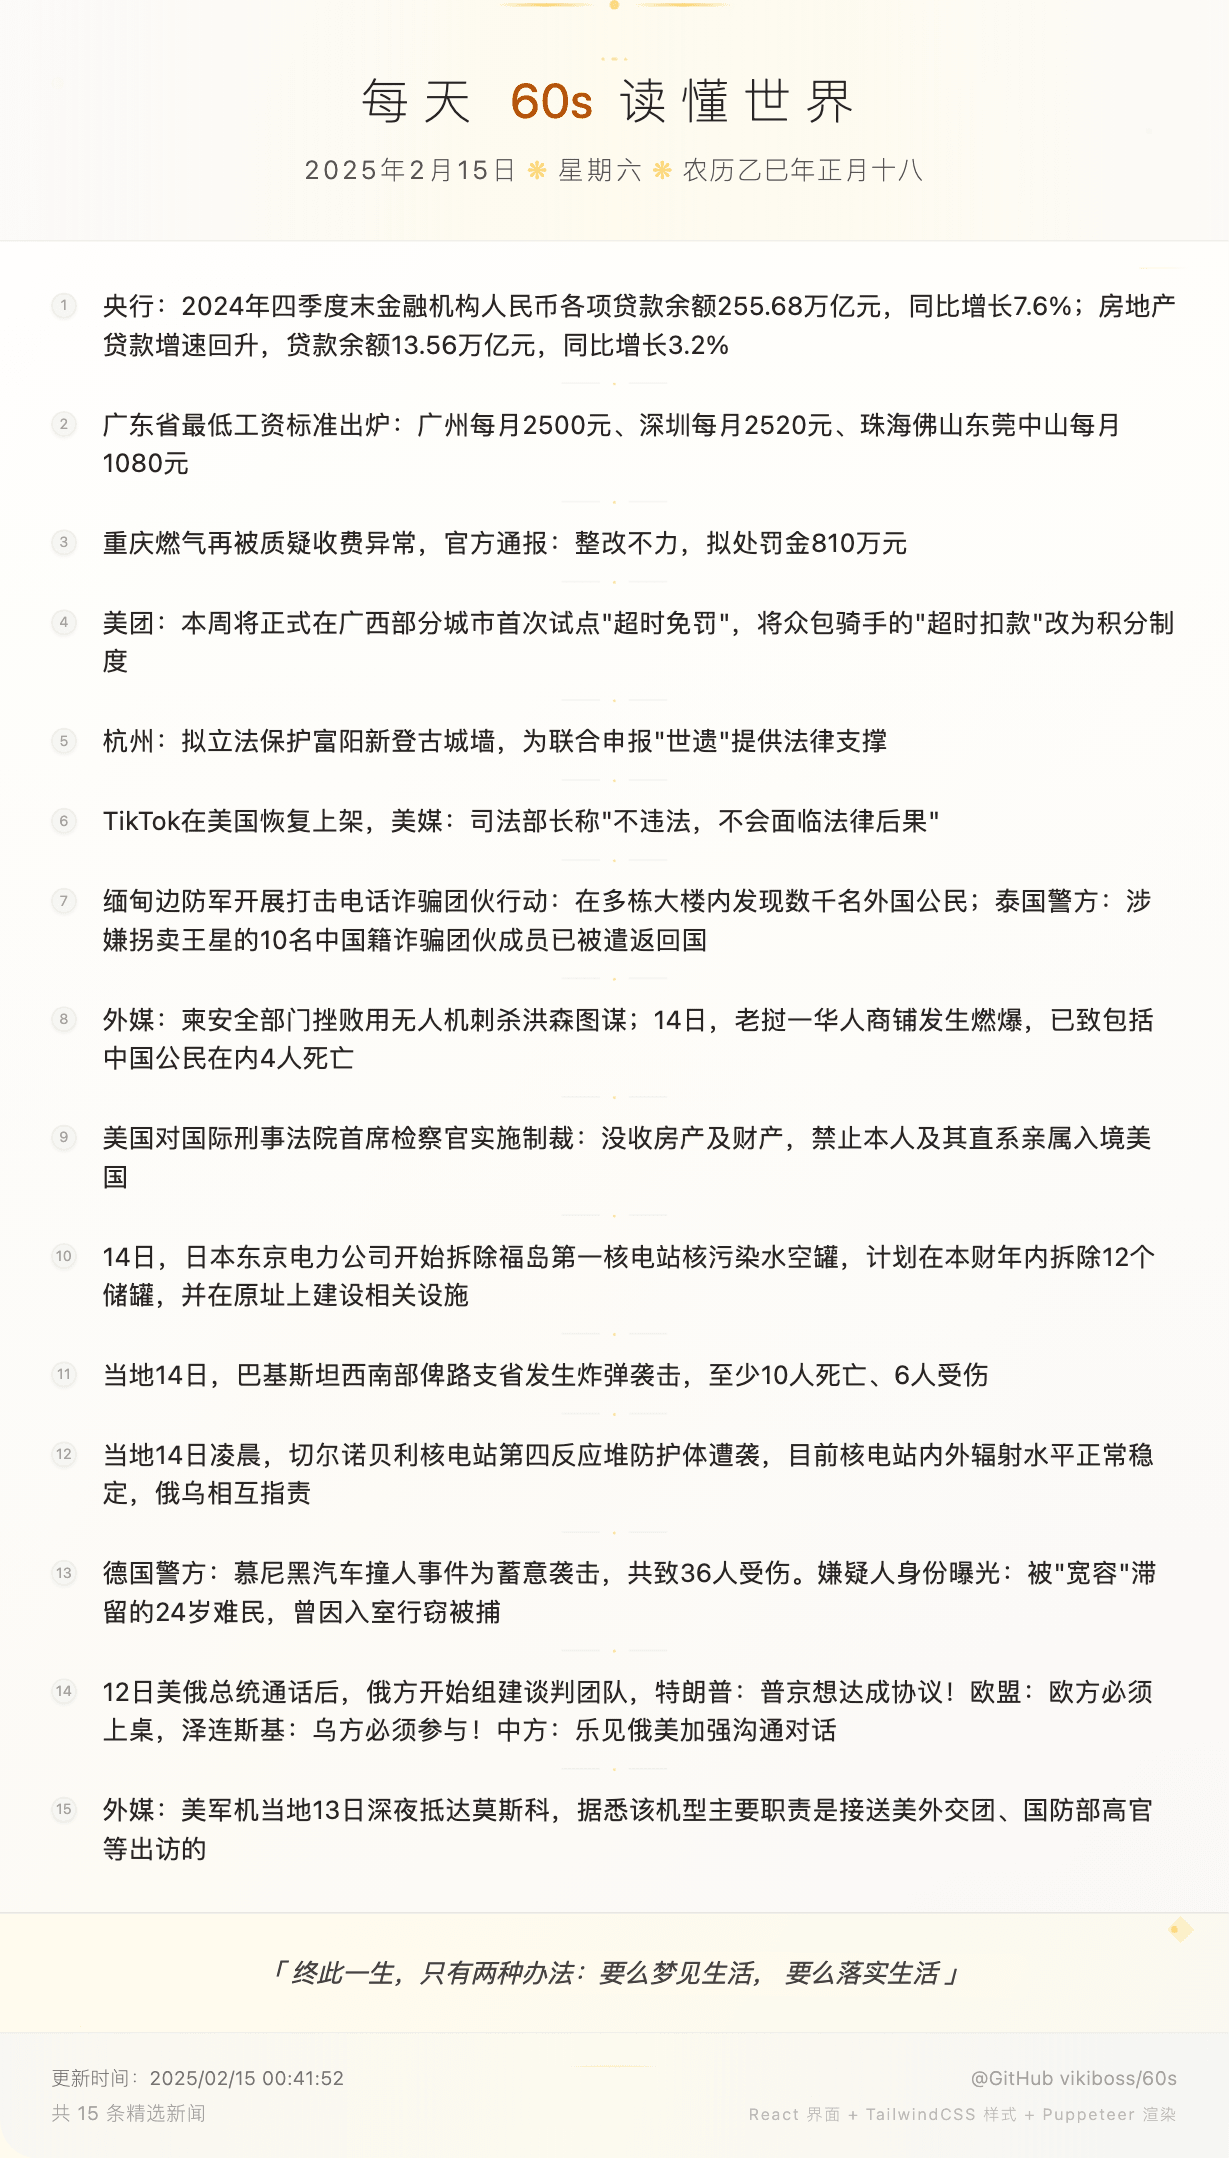 每天 60s 读懂世界
2025年2月15日 ❋ 星期六 ❋ 农历乙巳年正月十八
1 央行：2024年四季度末金融机构人民币各项贷款余额255.68万亿元，同比增长7.6%；房地产
贷款增速回升，贷款余额13.56万亿元，同比增长3.2%
2 广东省最低工资标准出炉：广州每月2500元、深圳每月2520元、珠海佛山东莞中山每月
1080元
3 重庆燃气再被质疑收费异常，官方通报：整改不力，拟处罚金810万元
4 美团：本周将正式在广西部分城市首次试点"超时免罚"，将众包骑手的"超时扣款"改为积分制
度
5 杭州：拟立法保护富阳新登古城墙，为联合申报"世遗"提供法律支撑
6 TikTok在美国恢复上架，美媒：司法部长称"不违法，不会面临法律后果"
7 缅甸边防军开展打击电话诈骗团伙行动：在多栋大楼内发现数千名外国公民；泰国警方：涉
嫌拐卖王星的10名中国籍诈骗团伙成员已被遣返回国
8 外媒：柬安全部门挫败用无人机刺杀洪森图谋；14日，老挝一华人商铺发生燃爆，已致包括
中国公民在内4人死亡
9 美国对国际刑事法院首席检察官实施制裁：没收房产及财产，禁止本人及其直系亲属入境美
国
10 14日，日本东京电力公司开始拆除福岛第一核电站核污染水空罐，计划在本财年内拆除12个
储罐，并在原址上建设相关设施
11 当地14日，巴基斯坦西南部俾路支省发生炸弹袭击，至少10人死亡、6人受伤
12 当地14日凌晨，切尔诺贝利核电站第四反应堆防护体遭袭，目前核电站内外辐射水平正常稳
定，俄乌相互指责
13 德国警方：慕尼黑汽车撞人事件为蓄意袭击，共致36人受伤。嫌疑人身份曝光：被"宽容"滞
留的24岁难民，曾因入室行窃被捕
14 12日美俄总统通话后，俄方开始组建谈判团队，特朗普：普京想达成协议！欧盟：欧方必须
上桌，泽连斯基：乌方必须参与！中方：乐见俄美加强沟通对话
15 外媒：美军机当地13日深夜抵达莫斯科，据悉该机型主要职责是接送美外交团、国防部高官
等出访的
「 终此一生，只有两种办法：要么梦见生活， 要么落实生活 」
更新时间：2025/02/15 00:41:52
@GitHub vikiboss/60s
共 15 条精选新闻
React 界面 + TailwindCSS 样式 + Puppeteer 渲染